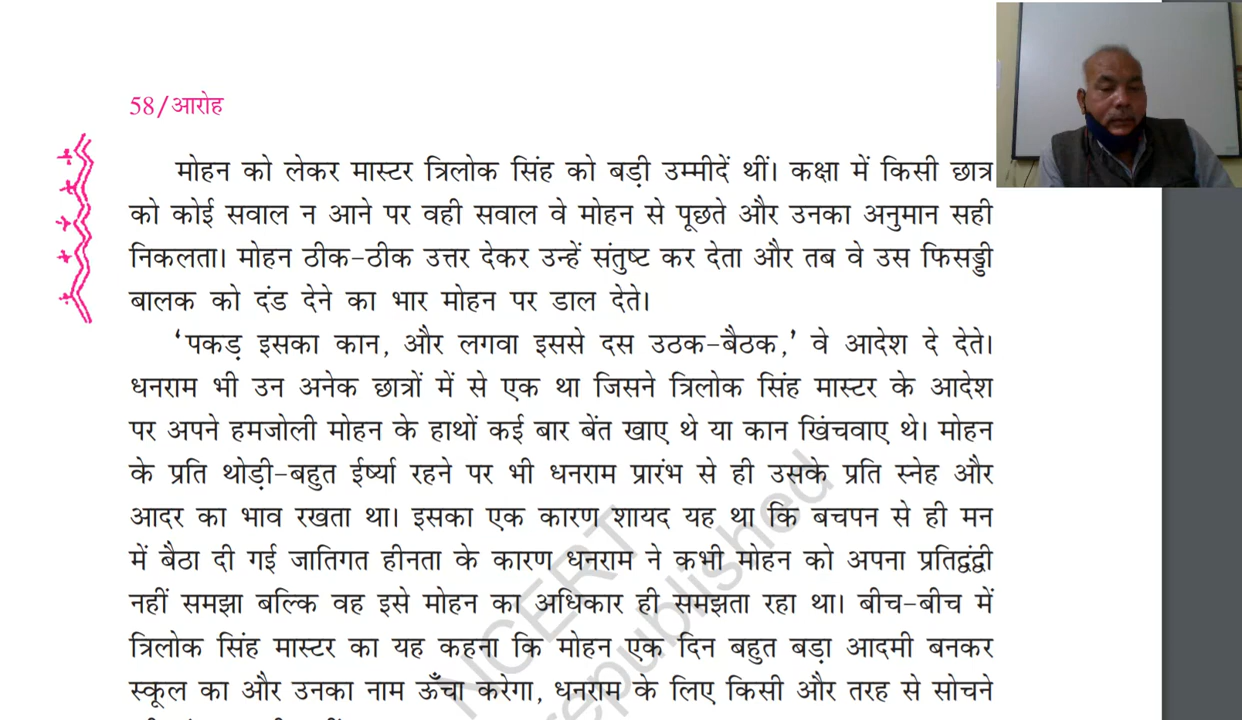 58/आरोह
मोहन को लेकर मास्टर त्रिलोक सिंह को बड़ी उम्मीदें थीं। कक्षा में किसी छात्र
को कोई सवाल न आने पर वही सवाल वे मोहन से पूछते और उनका अनुमान सही
निकलता। मोहन ठीक-ठीक उत्तर देकर उन्हें संतुष्ट कर देता और तब वे उस फिसड्डी
बालक को दंड देने का भार मोहन पर डाल देते।
‘पकड़ इसका कान, और लगवा इससे दस उठक-बैठक,’ वे आदेश दे देते।
धनराम भी उन अनेक छात्रों में से एक था जिसने त्रिलोक सिंह मास्टर के आदेश
पर अपने हमजोली मोहन के हाथों कई बार बेंत खाए थे या कान खिंचवाए थे। मोहन
के प्रति थोड़ी-बहुत ईर्ष्या रहने पर भी धनराम प्रारंभ से ही उसके प्रति स्नेह और
आदर का भाव रखता था। इसका एक कारण शायद यह था कि बचपन से ही मन
में बैठा दी गई जातिगत हीनता के कारण धनराम ने कभी मोहन को अपना प्रतिद्वंद्वी
नहीं समझा बल्कि वह इसे मोहन का अधिकार ही समझता रहा था। बीच-बीच में
त्रिलोक सिंह मास्टर का यह कहना कि मोहन एक दिन बहुत बड़ा आदमी बनकर
स्कूल का और उनका नाम ऊँचा करेगा, धनराम के लिए किसी और तरह से सोचने
NCERT
republished